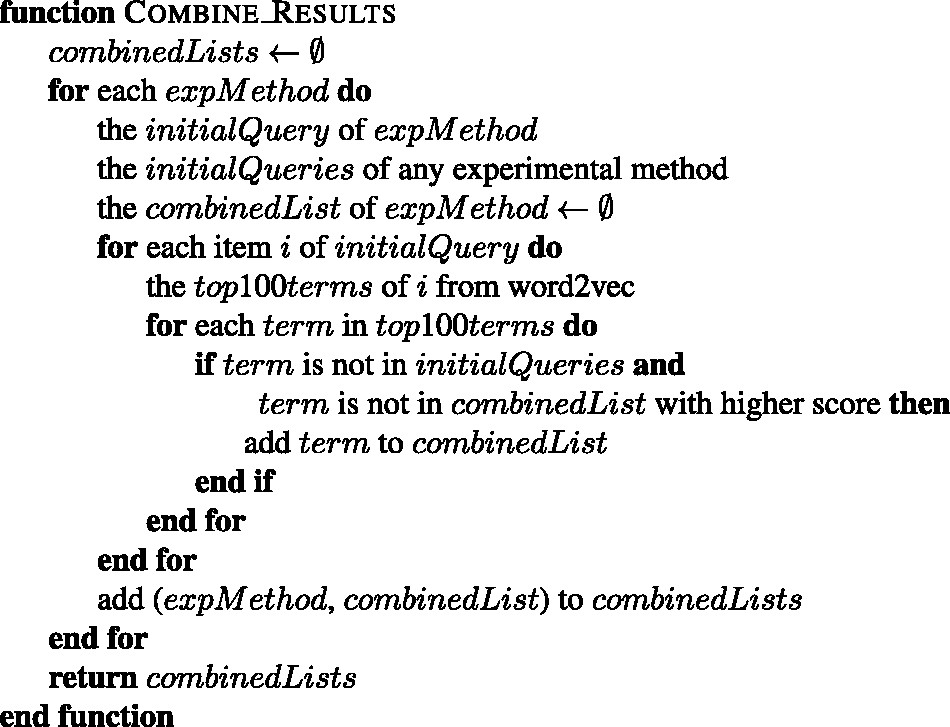 function COMBINE_RESULTS
combinedLists ← ∅
for each expMethod do
the initialQuery of expMethod
the initialQueries of any experimental method
the combinedList of expMethod ← ∅
for each item i of initialQuery do
the top100terms of i from word2vec
for each term in top100terms do
if term is not in initialQueries and
term is not in combinedList with higher score then
add term to combinedList
end if
end for
end for
add (expMethod, combinedList) to combinedLists
end for
return combinedLists
end function